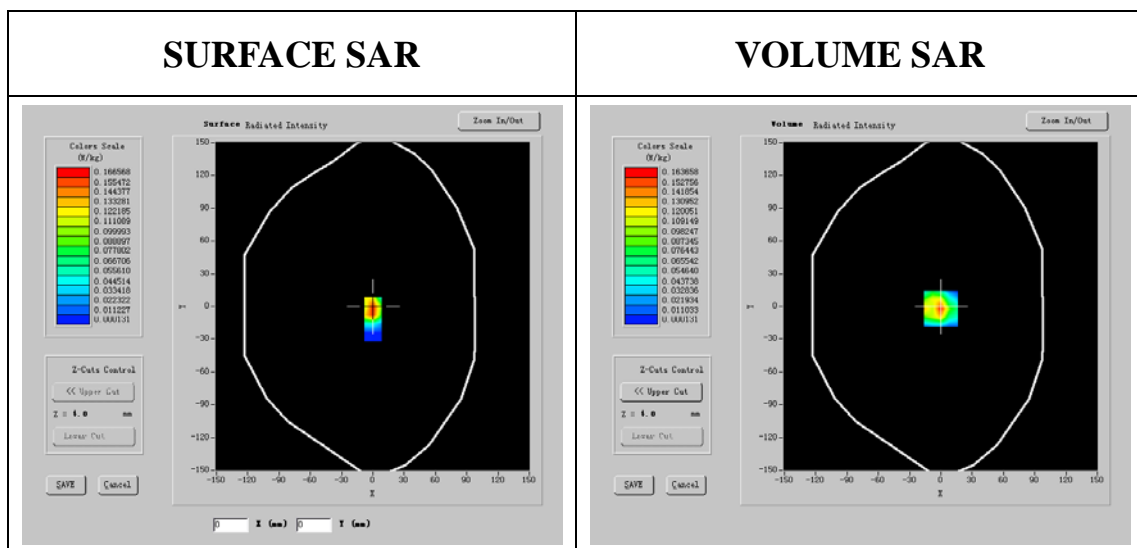 SURFACE SAR
VOLUME SAR
Surface Radiated Intensity
Zoom In/Out
Colors Scale
(W/kg)
0.166568
0.155472
0.144377
0.133281
0.122185
0.111089
0.099993
0.088897
0.077802
0.066706
0.055610
0.044514
0.033418
0.022322
0.011227
0.000131
150
120
90
60
30
0
-30
-60
-90
-120
-150
Y
-150 -120 -90 -60 -30 0 30 60 90 120 150
X
Z-Cuts Control
<< Upper Cut
Z = 4.0 mm
Lower Cut
SAVE Cancel
0 X (mm) 0 Y (mm)
Volume Radiated Intensity
Zoom In/Out
Colors Scale
(W/kg)
0.163658
0.152756
0.141854
0.130952
0.120051
0.109149
0.098247
0.087345
0.076443
0.065542
0.054640
0.043738
0.032836
0.021934
0.011033
0.000131
150
120
90
60
30
0
-30
-60
-90
-120
-150
Y
-150 -120 -90 -60 -30 0 30 60 90 120 150
X
Z-Cuts Control
<< Upper Cut
Z = 4.0 mm
Lower Cut
SAVE Cancel